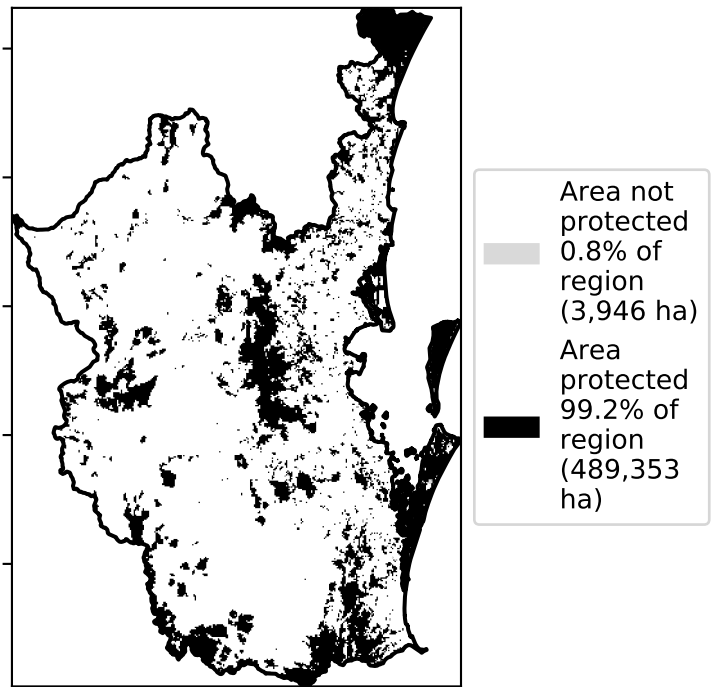 Area not
protected
0.8% of
region
(3,946 ha)
Area
protected
99.2% of
region
(489,353
ha)